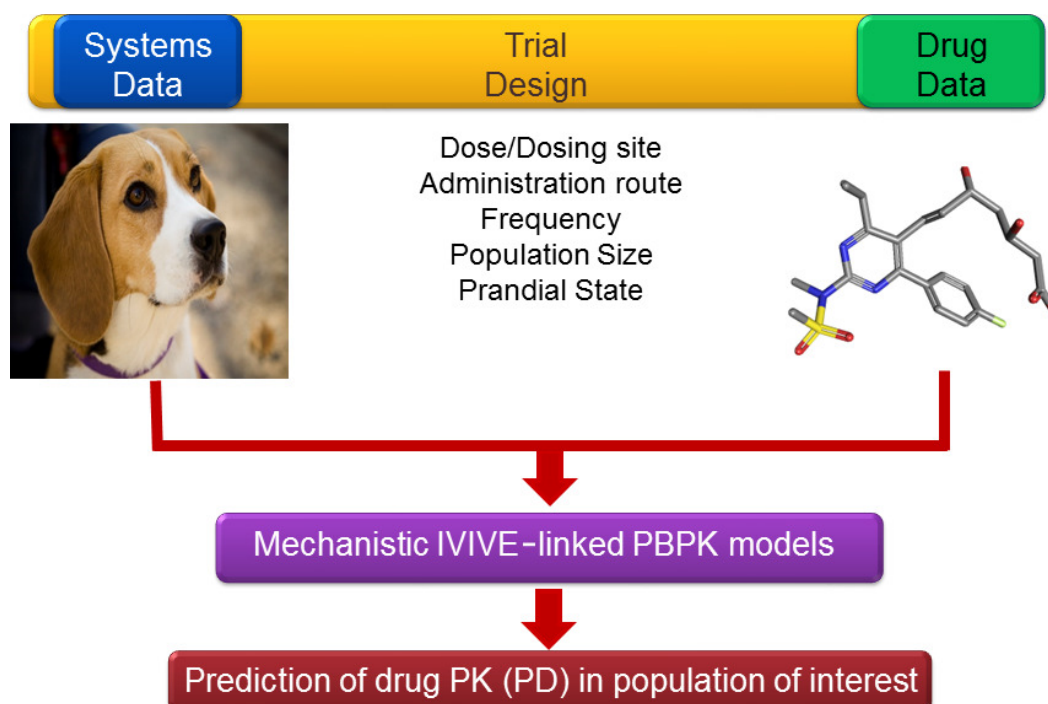 Systems
Data
Trial
Design
Drug
Data
Dose/Dosing site
Administration route
Frequency
Population Size
Prandial State
Mechanistic IVIVE-linked PBPK models
Prediction of drug PK (PD) in population of interest